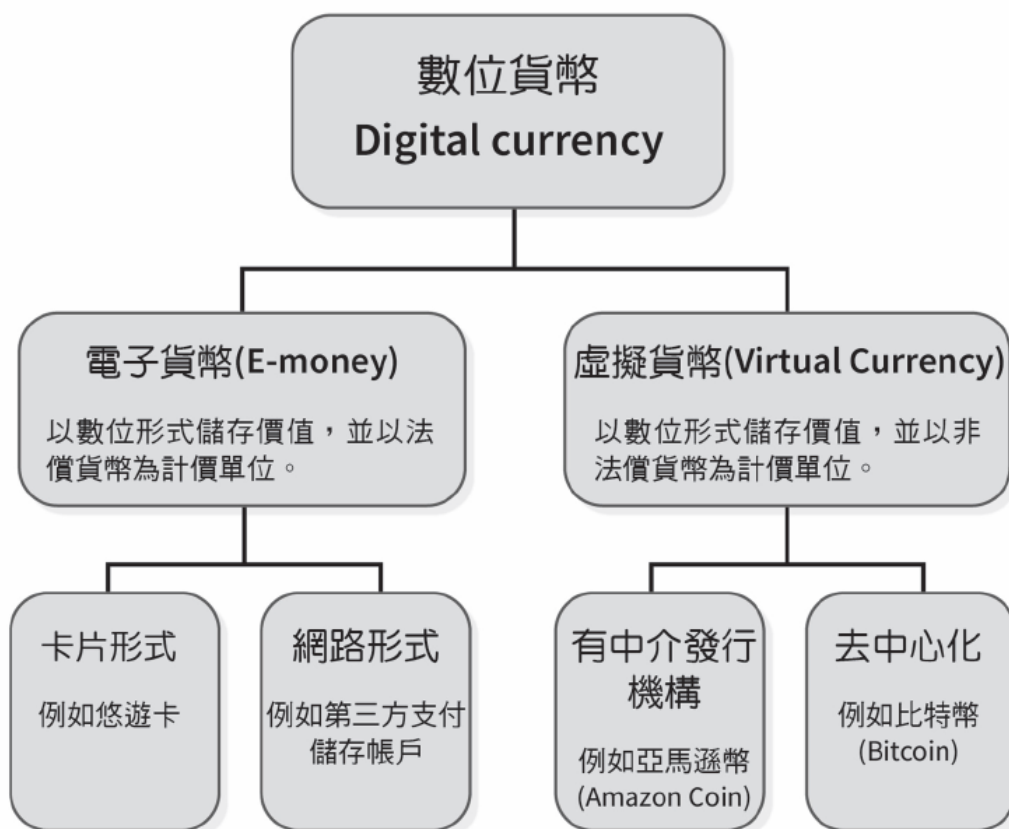 數位貨幣
Digital currency
電子貨幣(E-money)
以數位形式儲存價值，並以法
償貨幣為計價單位。
虛擬貨幣(Virtual Currency)
以數位形式儲存價值，並以非
法償貨幣為計價單位。
卡片形式
例如悠遊卡
網路形式
例如第三方支付
儲存帳戶
有中介發行
機構
例如亞馬遜幣
(Amazon Coin)
去中心化
例如比特幣
(Bitcoin)